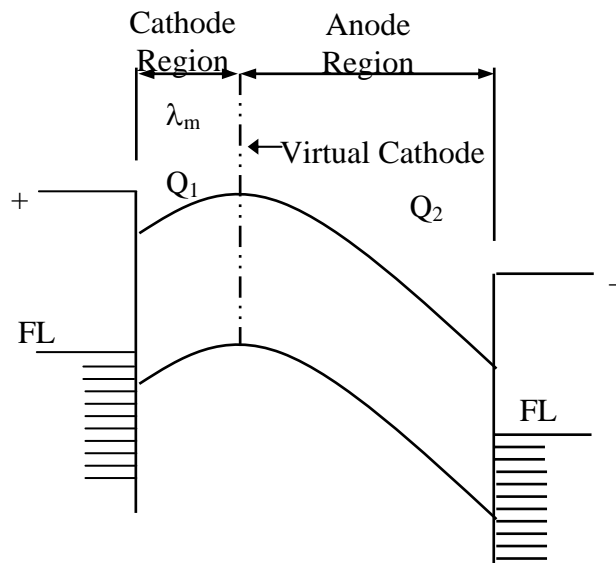 Cathode
Region
Anode
Region
λm
Virtual Cathode
Q1
Q2
+
-
FL
FL